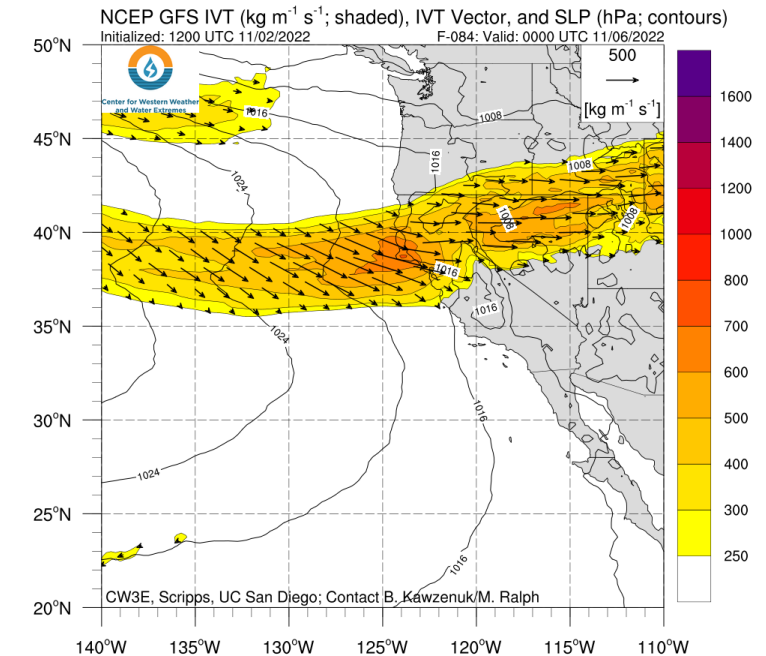 NCEP GFS IVT (kg m⁻¹ s⁻¹; shaded), IVT Vector, and SLP (hPa; contours)
Initialized: 1200 UTC 11/02/2022 F-084: Valid: 0000 UTC 11/06/2022
50°N
500
[kg m⁻¹ s⁻¹]
Center for Western Weather
and Water Extremes
1600
1016
1008
45°N
1400
1016
1008
1024
1200
1008
1008
40°N
1000
1016
800
1016
35°N
1024
700
600
30°N
1016
500
1024
400
25°N
300
250
1016
CW3E, Scripps, UC San Diego; Contact B. Kawzenuk/M. Ralph
20°N
140°W 135°W 130°W 125°W 120°W 115°W 110°W